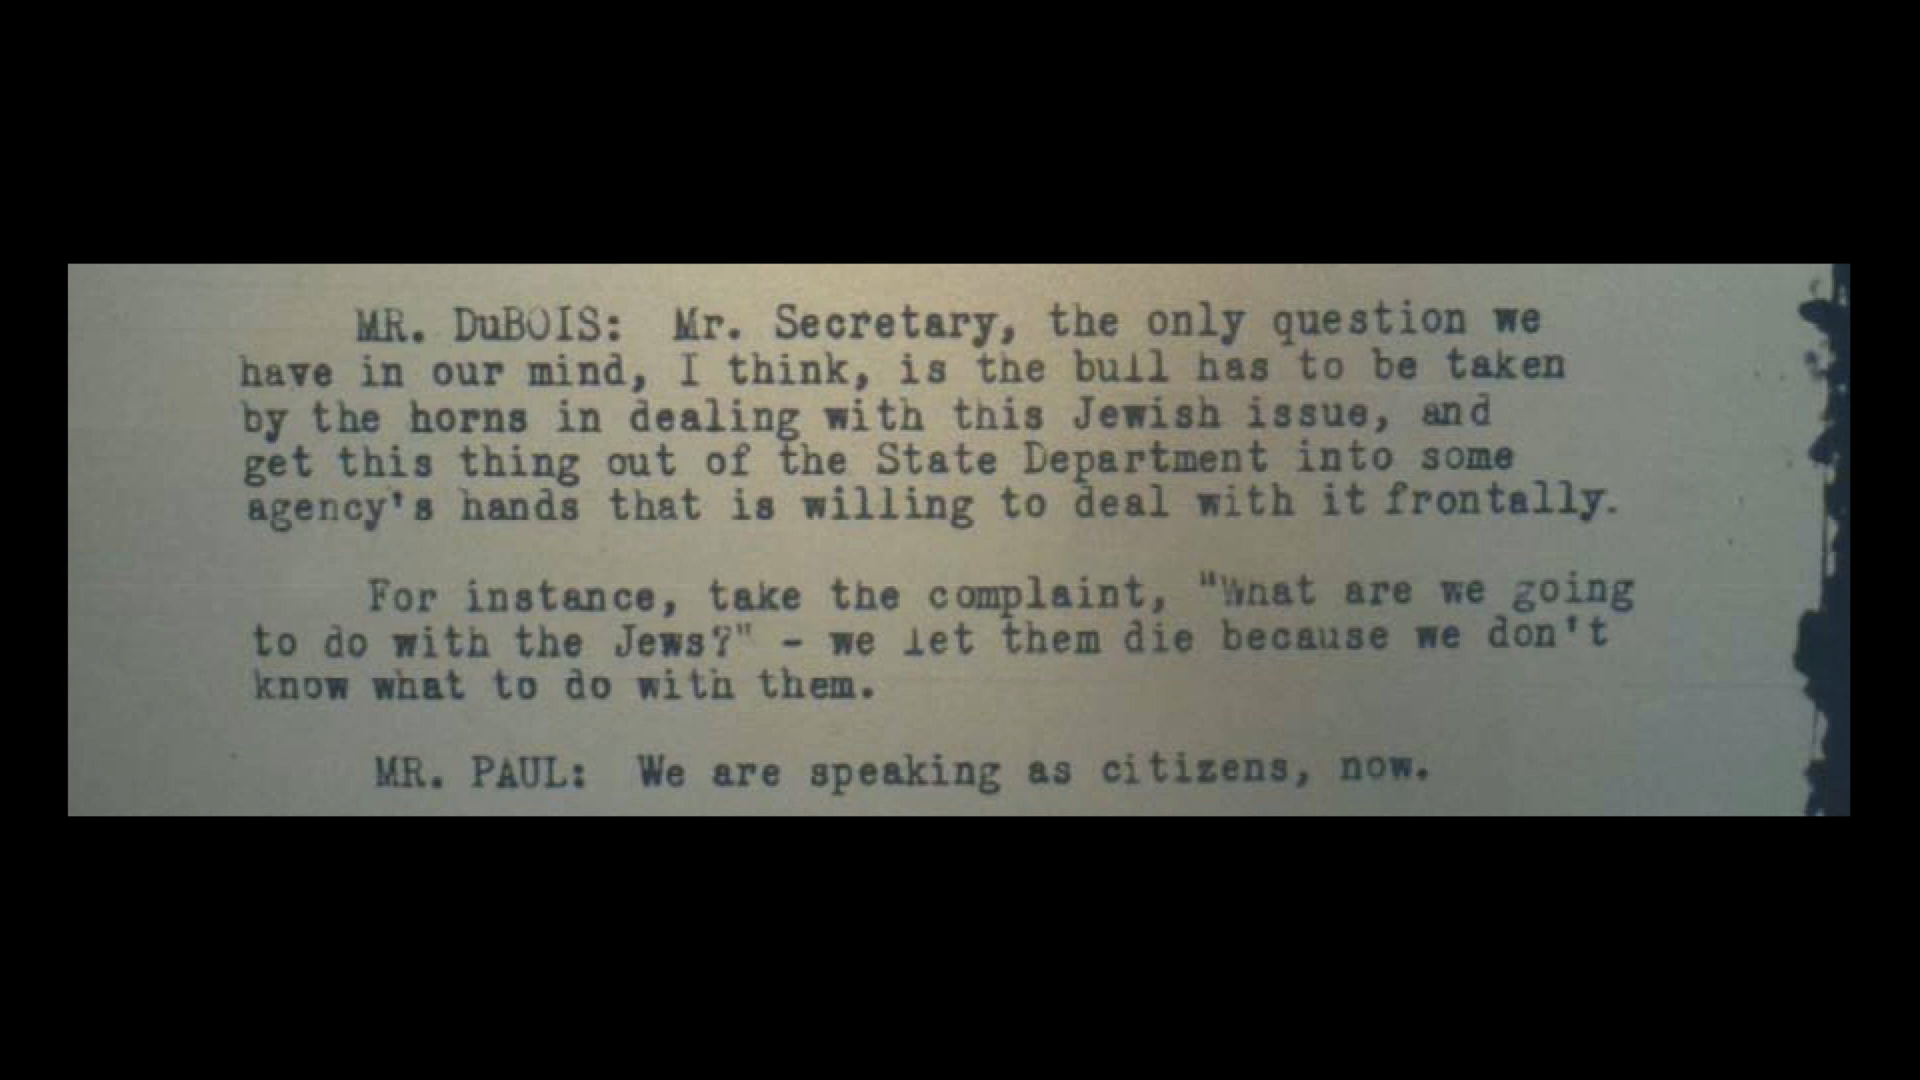 MR. DuBOIS: Mr. Secretary, the only question we
have in our mind, I think, is the bull has to be taken
by the horns in dealing with this Jewish issue, and
get this thing out of the State Department into some
agency's hands that is willing to deal with it frontally.
For instance, take the complaint, "What are we going
to do with the Jews?" - we let them die because we don't
know what to do with them.
MR. PAUL: We are speaking as citizens, now.